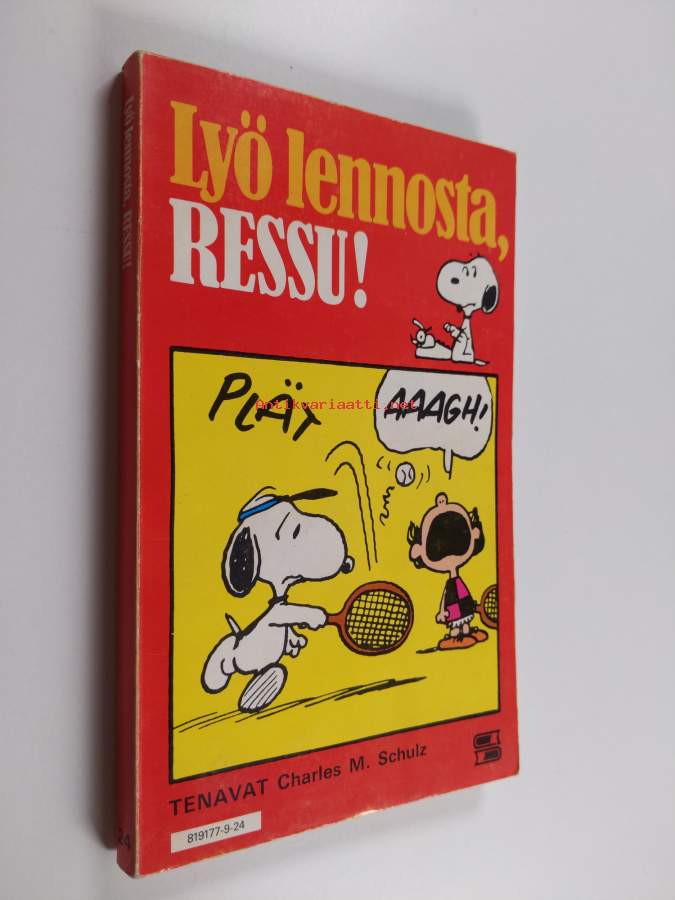 Lyö lennosta, RESSU!
Lyö lennosta,
RESSU!
PLÄT
AAAGH!
Antikvariaatti.net
TENAVAT Charles M. Schulz
819177-9-24
24